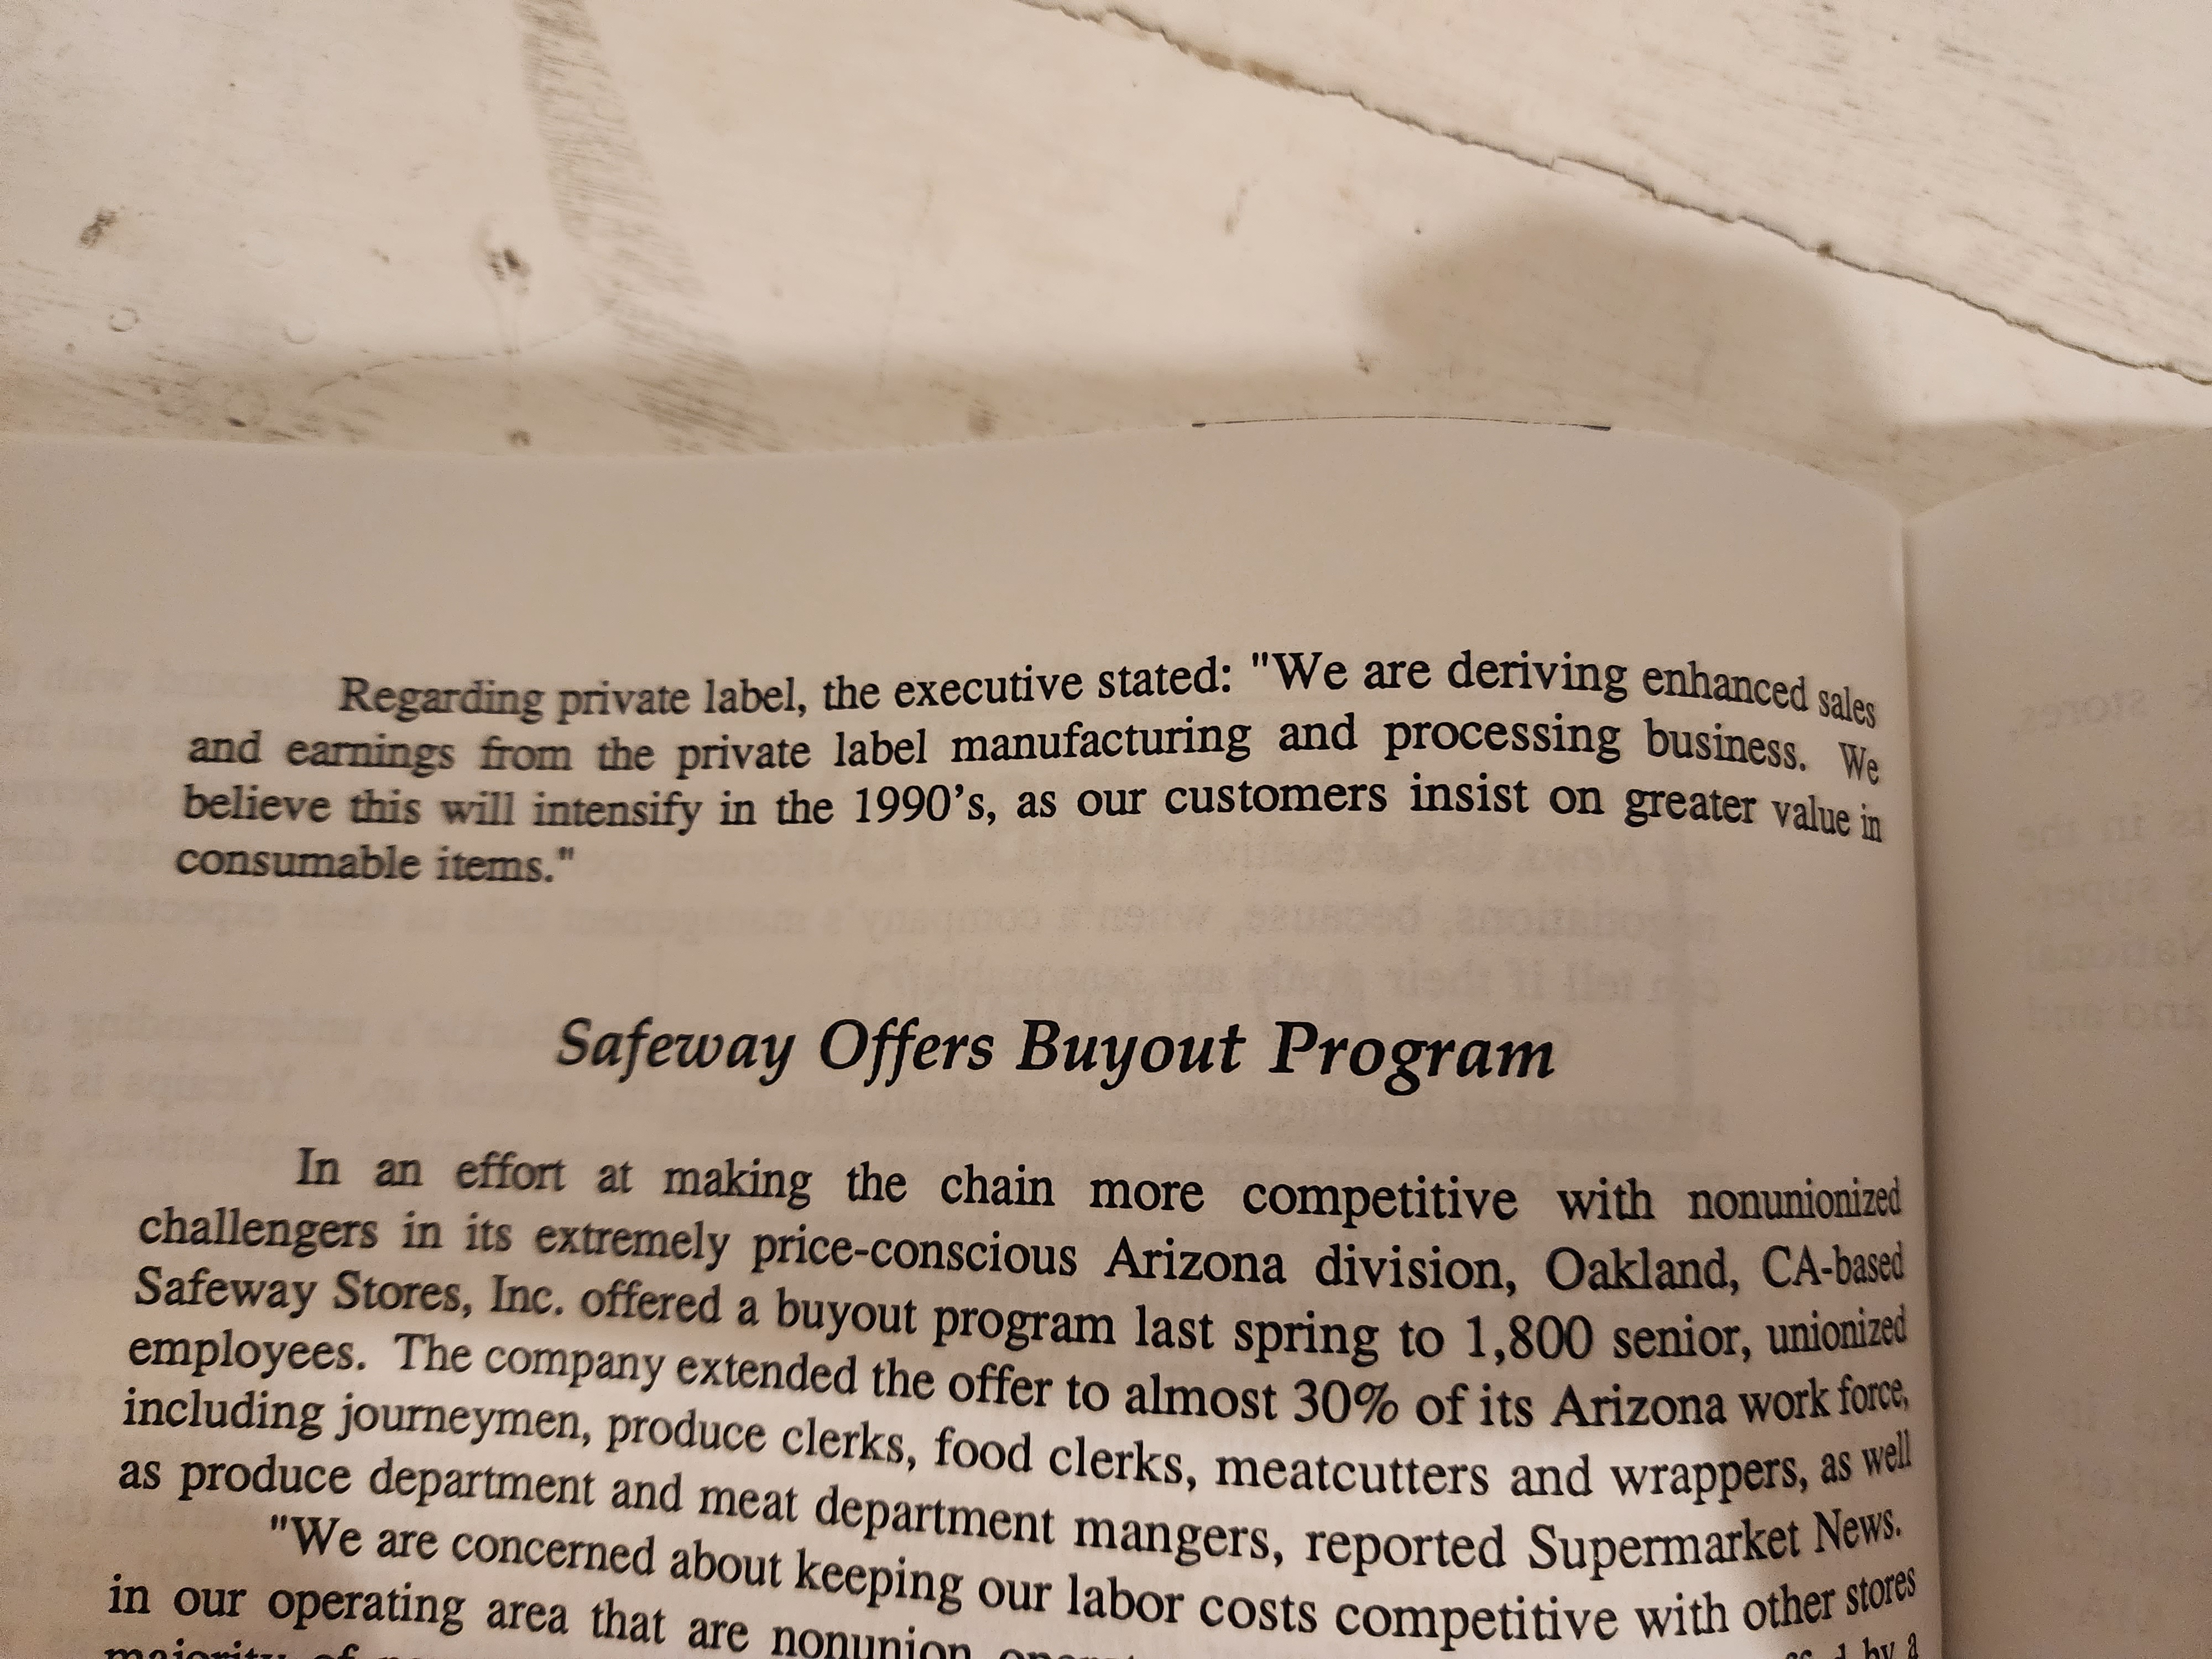 Regarding private label, the executive stated: "We are deriving enhanced sales
and earnings from the private label manufacturing and processing business. We
believe this will intensify in the 1990's, as our customers insist on greater value in
consumable items."
Safeway Offers Buyout Program
In an effort at making the chain more competitive with nonunionized
challengers in its extremely price-conscious Arizona division, Oakland, CA-based
Safeway Stores, Inc. offered a buyout program last spring to 1,800 senior, unionized
employees. The company extended the offer to almost 30% of its Arizona work force,
including journeymen, produce clerks, food clerks, meatcutters and wrappers, as well
as produce department and meat department mangers, reported Supermarket News.
"We are concerned about keeping our labor costs competitive with other stores
in our operating area that are nonunion
majority of by a